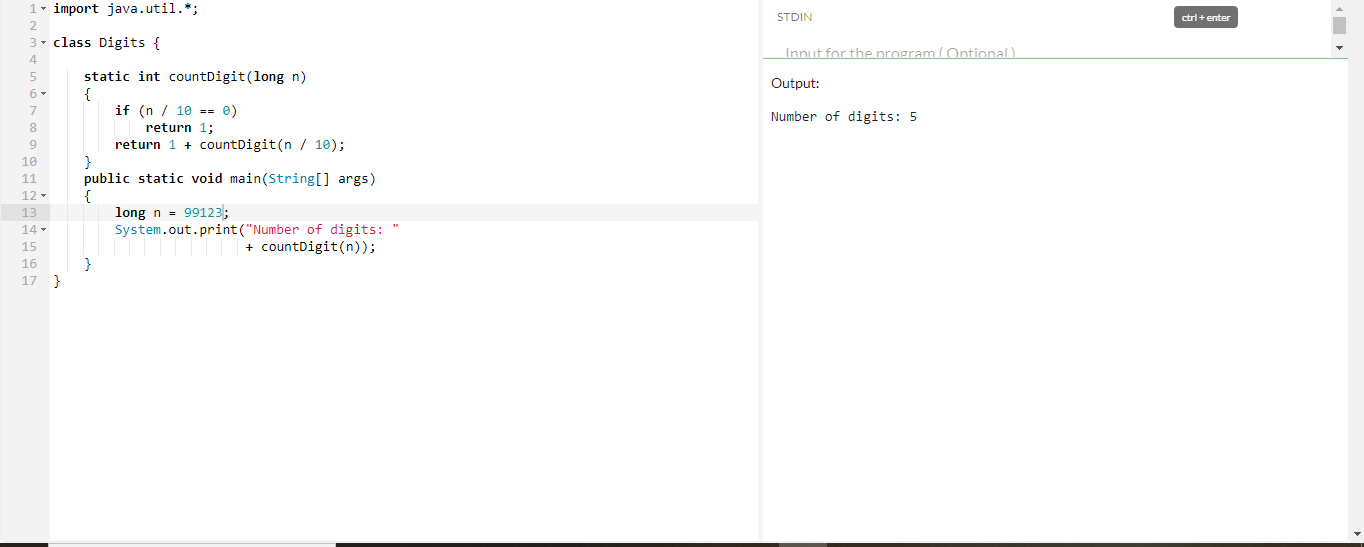 1 import java.util.*;
2
3 class Digits {
4
5 static int countDigit(long n)
6 {
7 if (n / 10 == 0)
8 return 1;
9 return 1 + countDigit(n / 10);
10 }
11 public static void main(String[] args)
12 {
13 long n = 99123;
14 System.out.print("Number of digits: "
15 + countDigit(n));
16 }
17 }
STDIN
ctrl + enter
Input for the program ( Optional )
Output:
Number of digits: 5